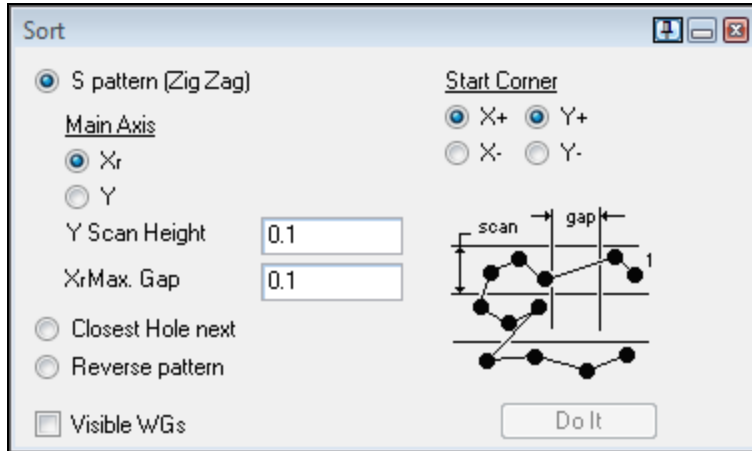 Sort
S pattern (Zig Zag)
Main Axis
Xr
Y
Y Scan Height 0.1
XrMax. Gap 0.1
Closest Hole next
Reverse pattern
Visible WGs
Start Corner
X+ Y+
X- Y-
scan gap
1
Do It